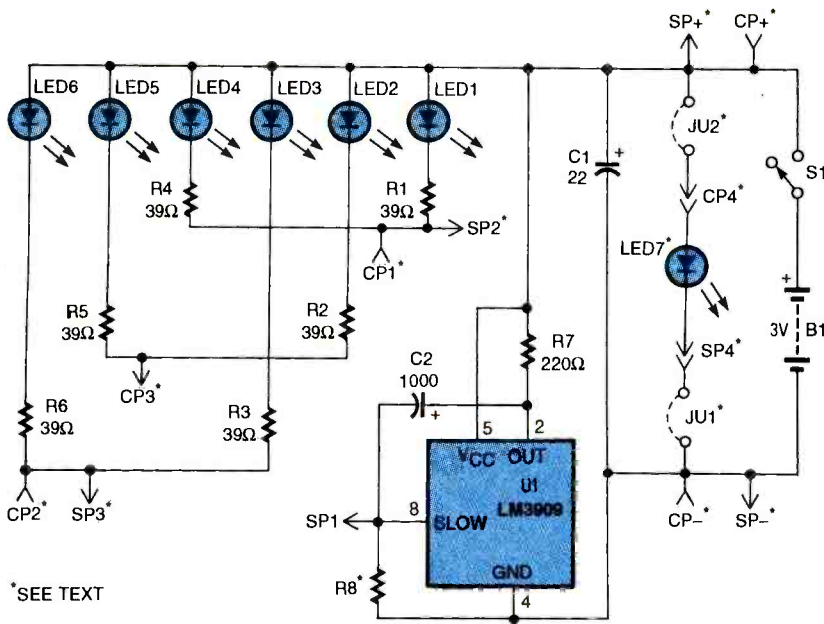 SP+* CP+*
LED6 LED5 LED4 LED3 LED2 LED1
JU2*
C1 + 22
S1
R4 39Ω
R1 39Ω
CP4*
SP2*
CP1*
LED7*
R5 39Ω
R2 39Ω
R7 220Ω
+ 3V B1
C2 1000 +
SP4*
CP3*
R6 39Ω
R3 39Ω
JU1*
5 2
VCC OUT
U1
LM3909
CP2* SP3*
SP1 8 SLOW
CP-* SP-*
GND
R8*
4
*SEE TEXT